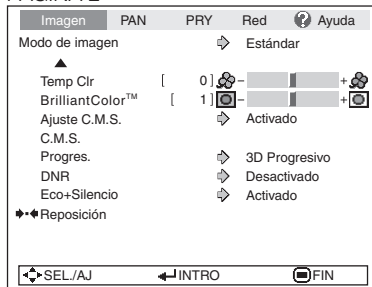 Imagen PAN PRY Red ? Ayuda
Modo de imagen Estándar
Temp Clr [ 0] - +
BrilliantColor™ [ 1] - +
Ajuste C.M.S. Activado
C.M.S.
Progres. 3D Progresivo
DNR Desactivado
Eco+Silencio Activado
Reposición
SEL./AJ INTRO FIN